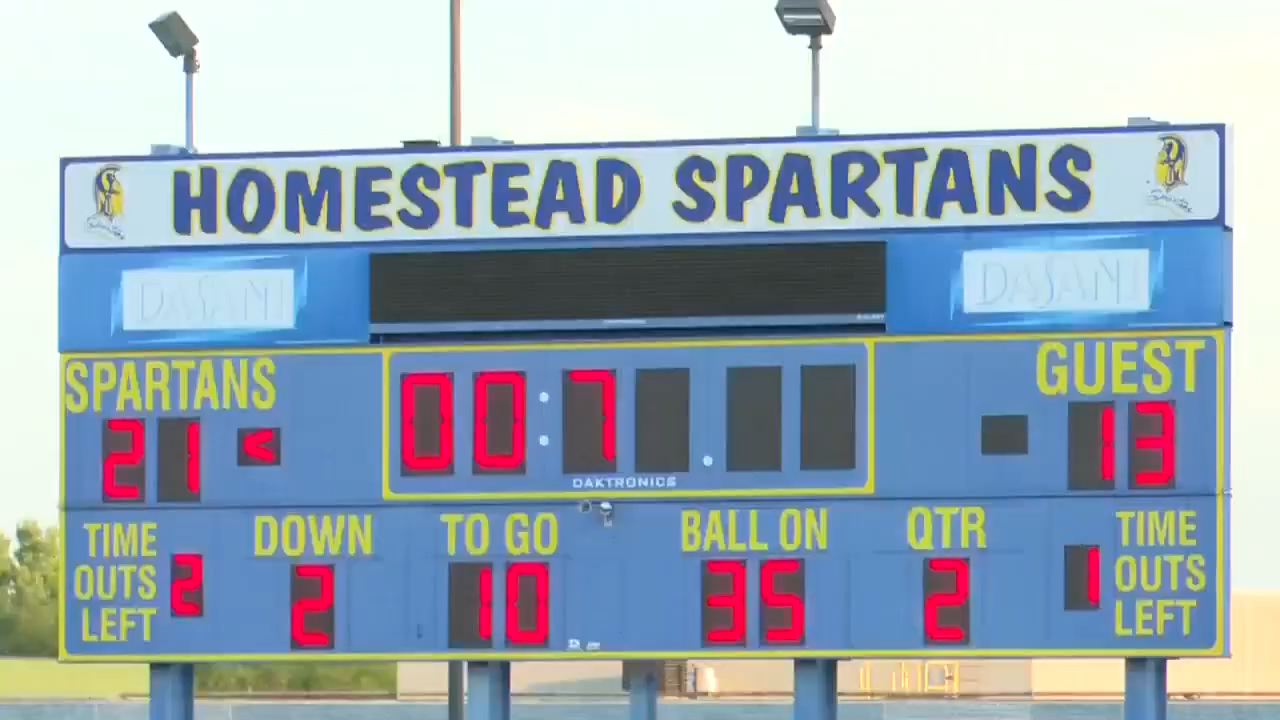 HOMESTEAD SPARTANS
DASANI DASANI
SPARTANS GUEST
21 < 00:7 . 13
DAKTRONICS
TIME OUTS LEFT 2
DOWN 2
TO GO 10
BALL ON 35
QTR 2
1 TIME OUTS LEFT